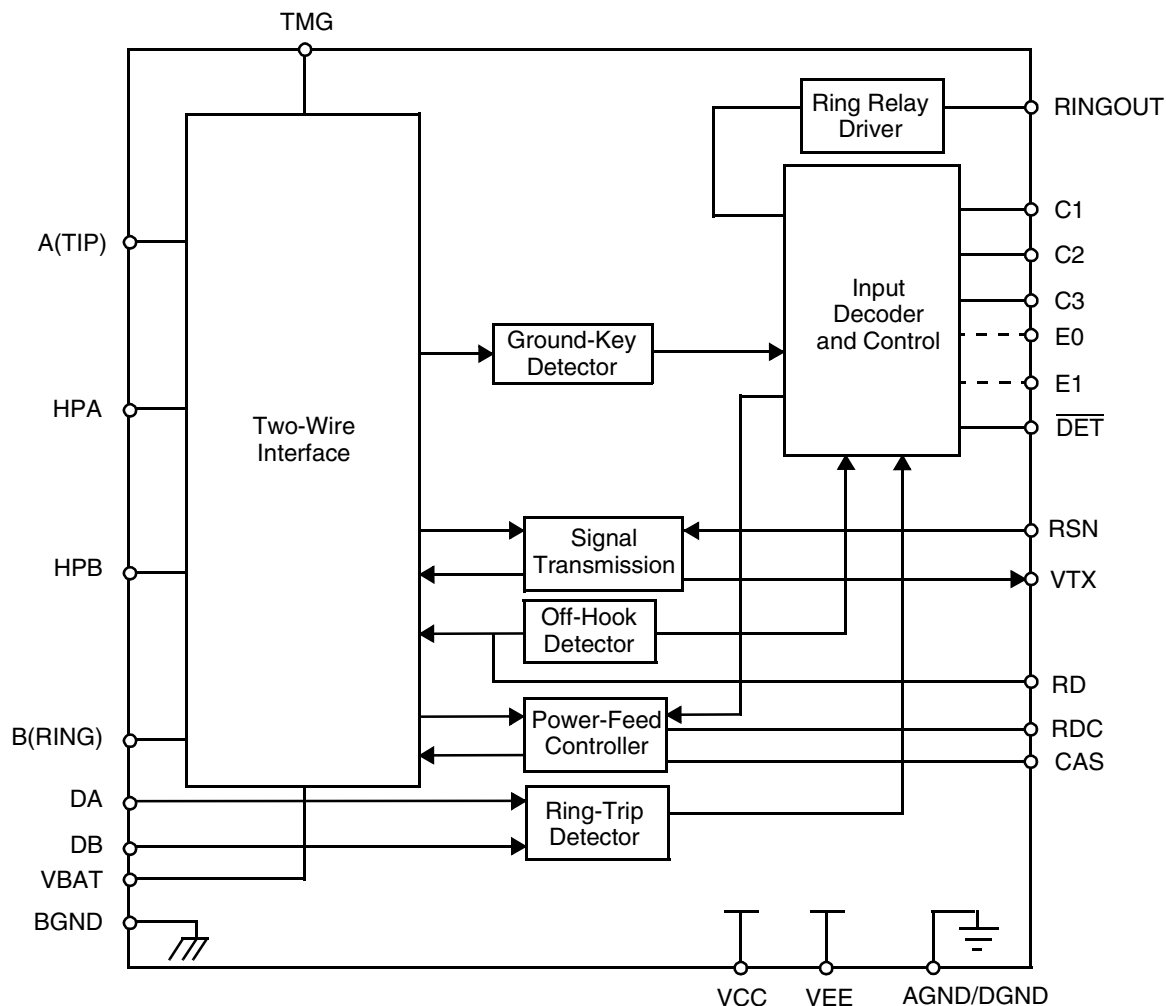 TMG
Ring Relay
Driver
RINGOUT
A(TIP)
HPA
HPB
B(RING)
DA
DB
VBAT
BGND
Two-Wire
Interface
Ground-Key
Detector
Input
Decoder
and Control
C1
C2
C3
E0
E1
DET
Signal
Transmission
RSN
VTX
Off-Hook
Detector
RD
Power-Feed
Controller
RDC
CAS
Ring-Trip
Detector
VCC
VEE
AGND/DGND